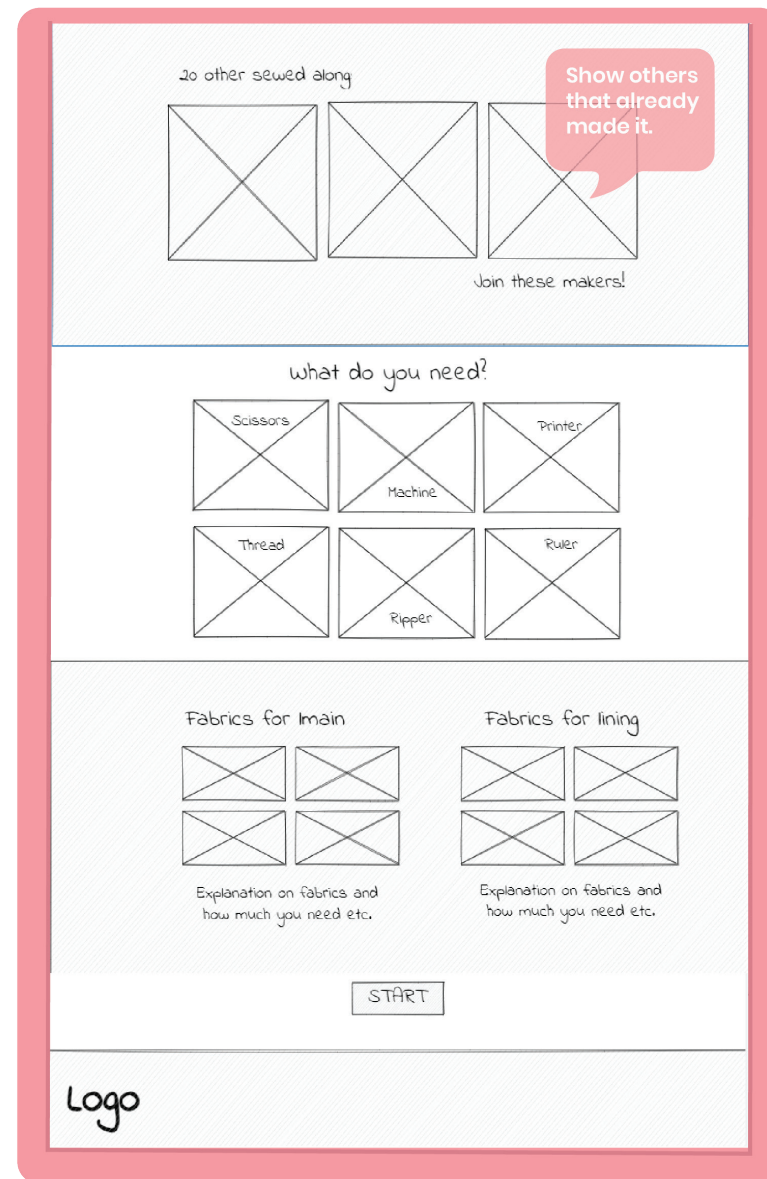 20 other sewed along
Show others
that already
made it.
Join these makers!
What do you need?
Scissors
Machine
Printer
Thread
Ripper
Ruler
Fabrics for lmain
Fabrics for lining
Explanation on fabrics and
how much you need etc.
Explanation on fabrics and
how much you need etc.
START
Logo